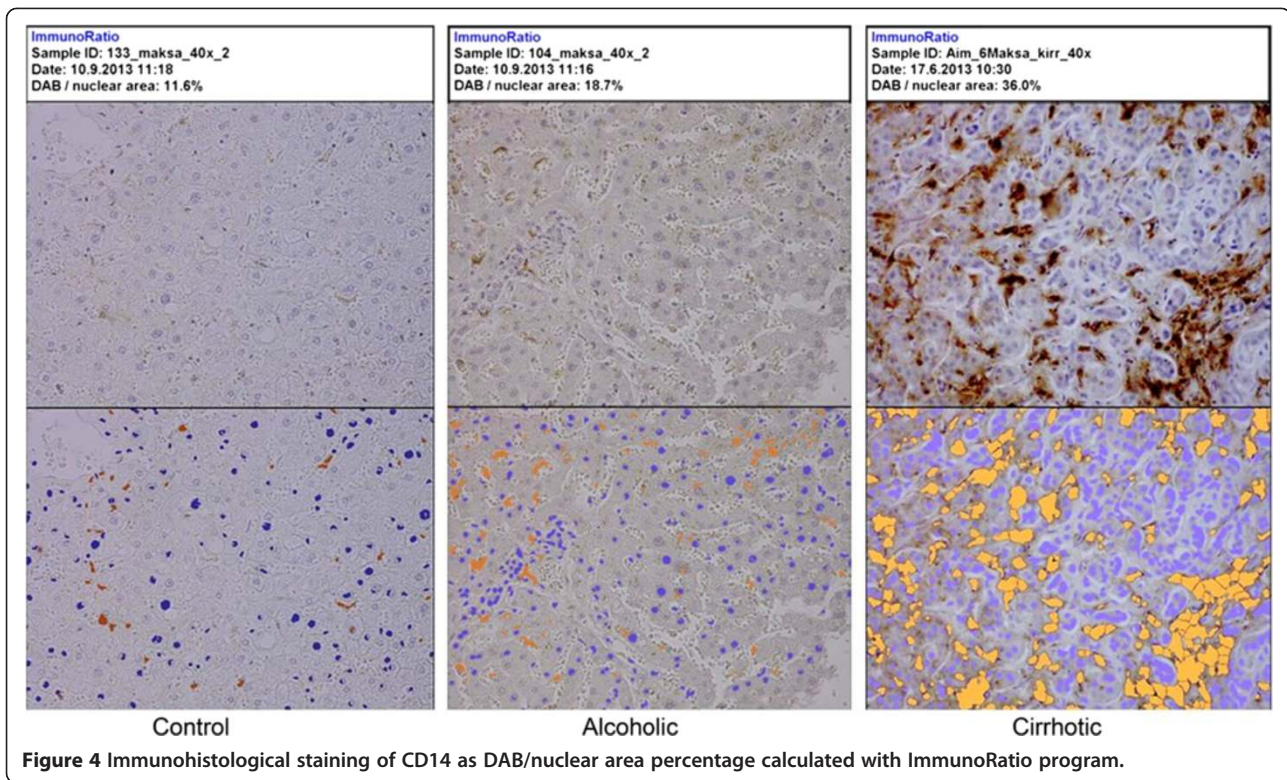 ImmunoRatio
Sample ID: 133_maksa_40x_2
Date: 10.9.2013 11:18
DAB / nuclear area: 11.6%
ImmunoRatio
Sample ID: 104_maksa_40x_2
Date: 10.9.2013 11:16
DAB / nuclear area: 18.7%
ImmunoRatio
Sample ID: Aim_6Maksa_kirr_40x
Date: 17.6.2013 10:30
DAB / nuclear area: 36.0%
Control
Alcoholic
Cirrhotic
Figure 4 Immunohistological staining of CD14 as DAB/nuclear area percentage calculated with ImmunoRatio program.